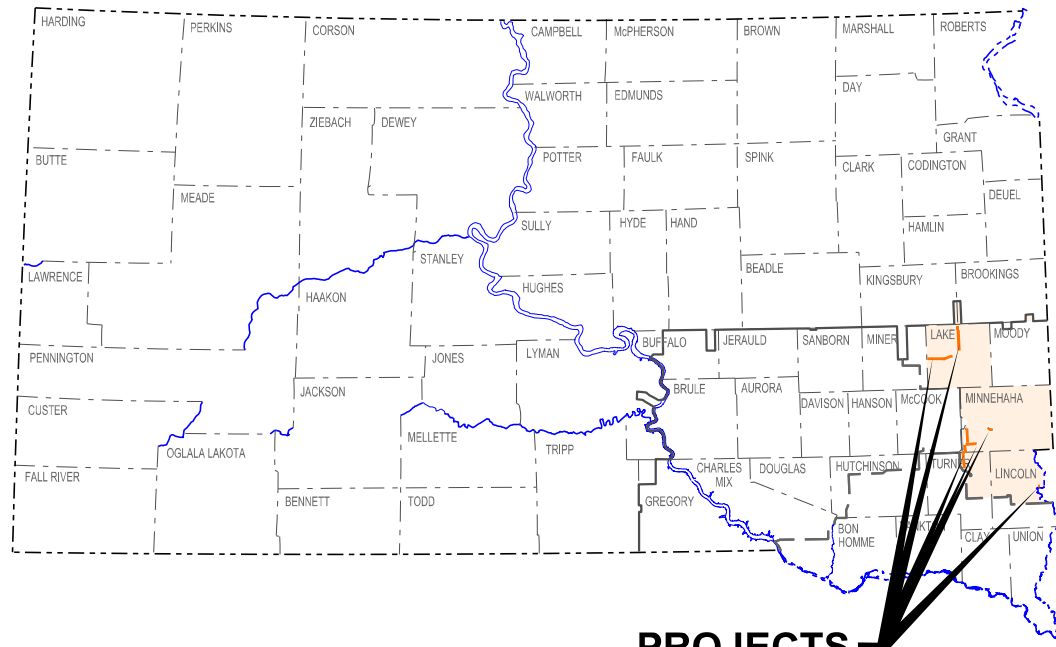 HARDING
PERKINS
CORSON
CAMPBELL
McPHERSON
BROWN
MARSHALL
ROBERTS
WALWORTH
EDMUNDS
DAY
ZIEBACH
DEWEY
GRANT
BUTTE
POTTER
FAULK
SPINK
CLARK
CODINGTON
MEADE
DEUEL
SULLY
HYDE
HAND
HAMLIN
STANLEY
LAWRENCE
HUGHES
BEADLE
KINGSBURY
BROOKINGS
HAAKON
PENNINGTON
JONES
LYMAN
BUFFALO
JERAULD
SANBORN
MINER
LAKE
MOODY
JACKSON
BRULE
AURORA
DAVISON
HANSON
McCOOK
MINNEHAHA
CUSTER
MELLETTE
OGLALA LAKOTA
TRIPP
FALL RIVER
CHARLES
MIX
DOUGLAS
HUTCHINSON
TURNER
LINCOLN
BENNETT
TODD
GREGORY
BON
HOMME
YANKTON
CLAY
UNION
PROJECTS